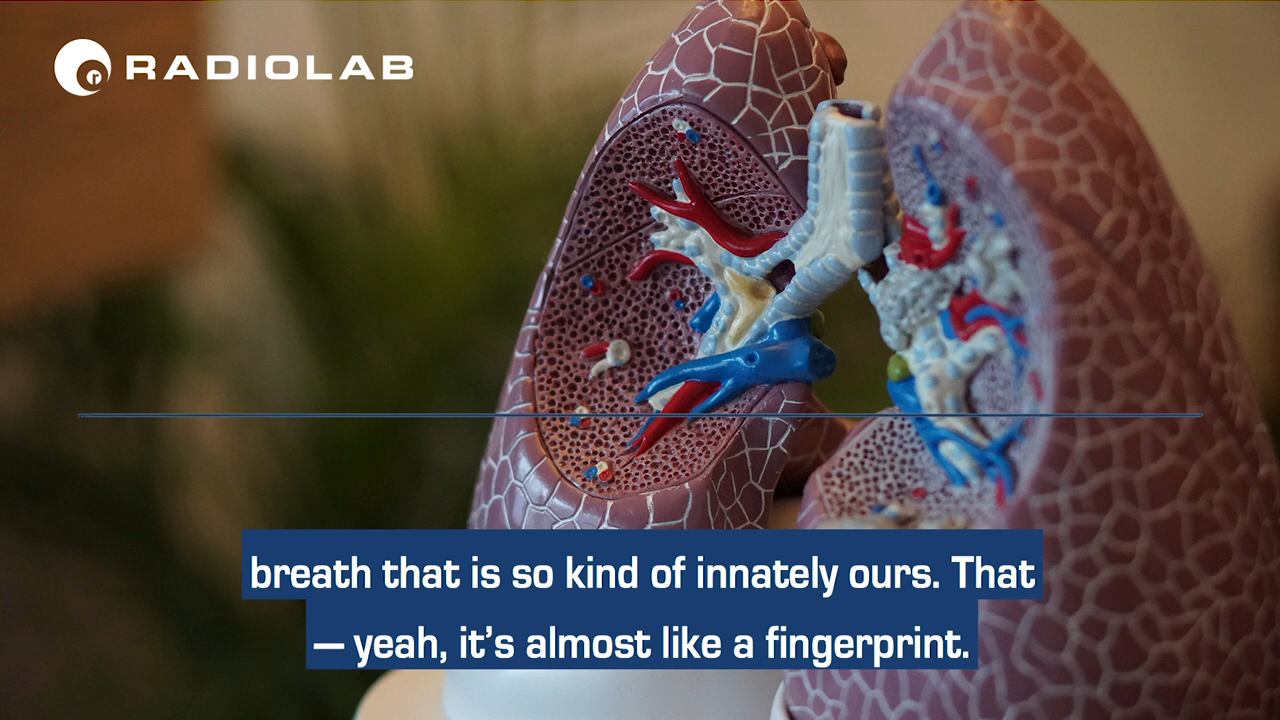 RADIOLAB
breath that is so kind of innately ours. That
— yeah, it’s almost like a fingerprint.